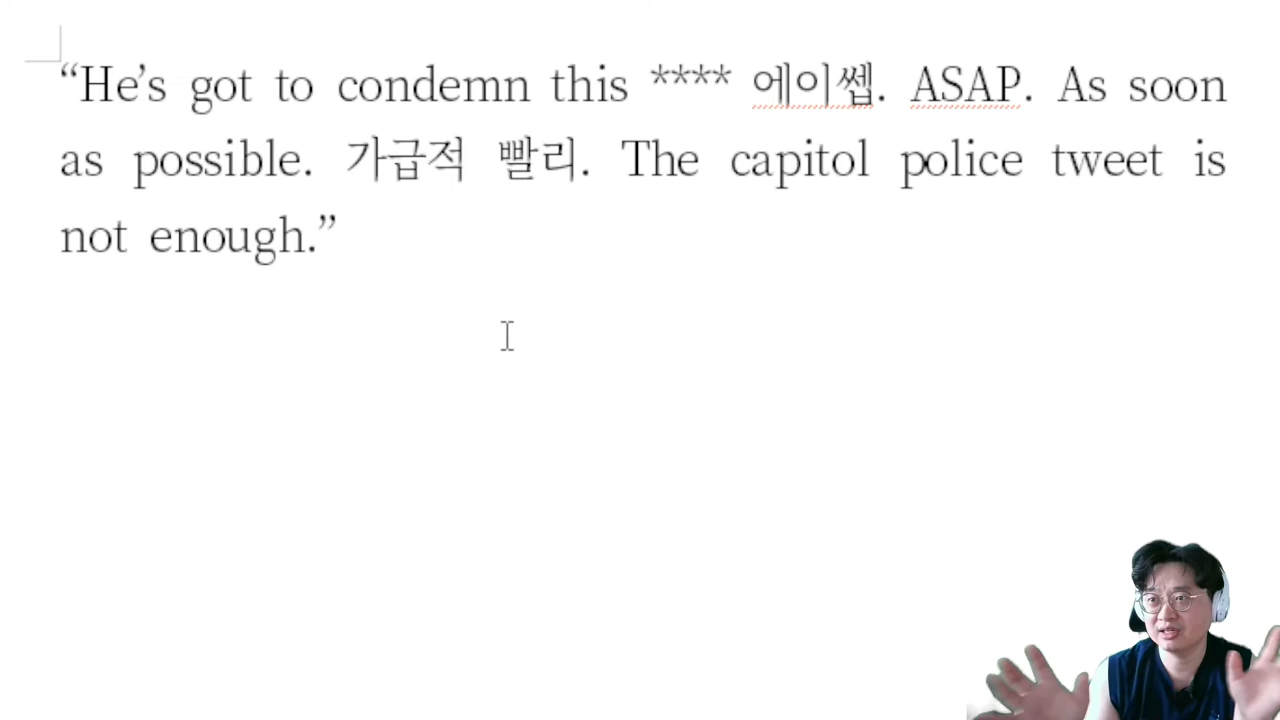 “He’s got to condemn this **** 에이쎕. ASAP. As soon
as possible. 가급적 빨리. The capitol police tweet is
not enough.”